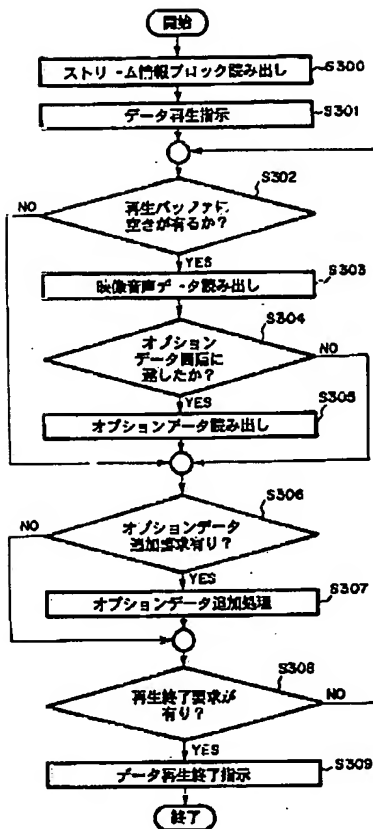 開始
ストリーム情報ブロック読み出し
S300
データ再生指示
S301
S302
再生バッファに
空きが有るか?
NO
YES
S303
映像音声データ読み出し
S304
オプション
データ間隔に
達したか?
NO
YES
S305
オプションデータ読み出し
S306
NO
オプションデータ
追加要求有り?
YES
S307
オプションデータ追加処理
S308
再生終了要求が
有り?
NO
YES
データ再生終了指示
S309
終了